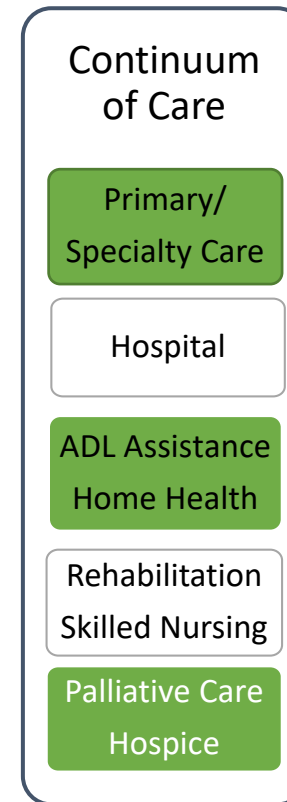 Continuum
of Care
Primary/
Specialty Care
Hospital
ADL Assistance
Home Health
Rehabilitation
Skilled Nursing
Palliative Care
Hospice